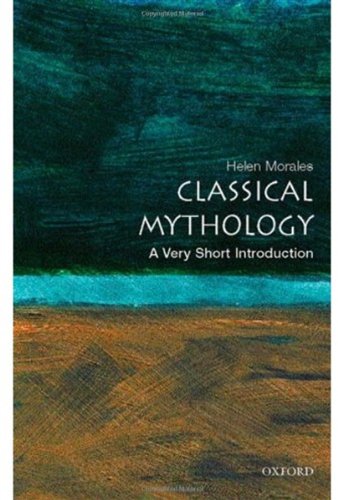 Helen Morales
CLASSICAL
MYTHOLOGY
A Very Short Introduction
OXFORD